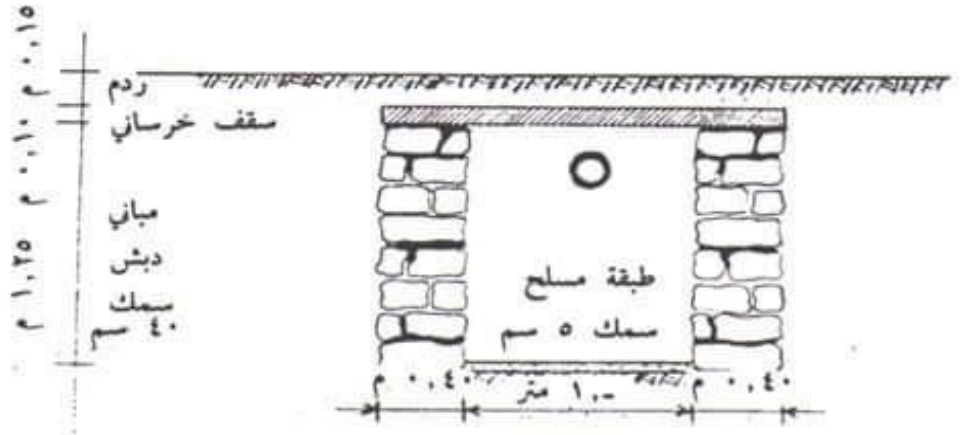 ٠,١٥ م
ردم
٠,١٠ م
سقف خرساني
١,٢٥ م
مباني
دبش
سمك
٤٠ سم
طبقة مسلح
سمك ٥ سم
٠,٤٠ م
١,- متر
٠,٤٠ م